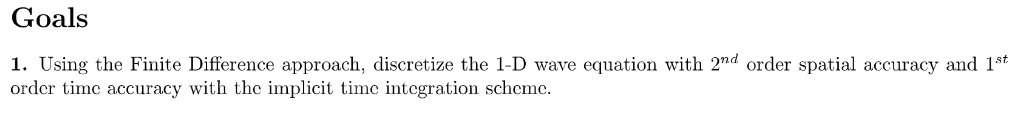 Goals
1. Using the Finite Difference approach, discretize the 1-D wave equation with 2nd order spatial accuracy and 1st
order time accuracy with the implicit time integration scheme.